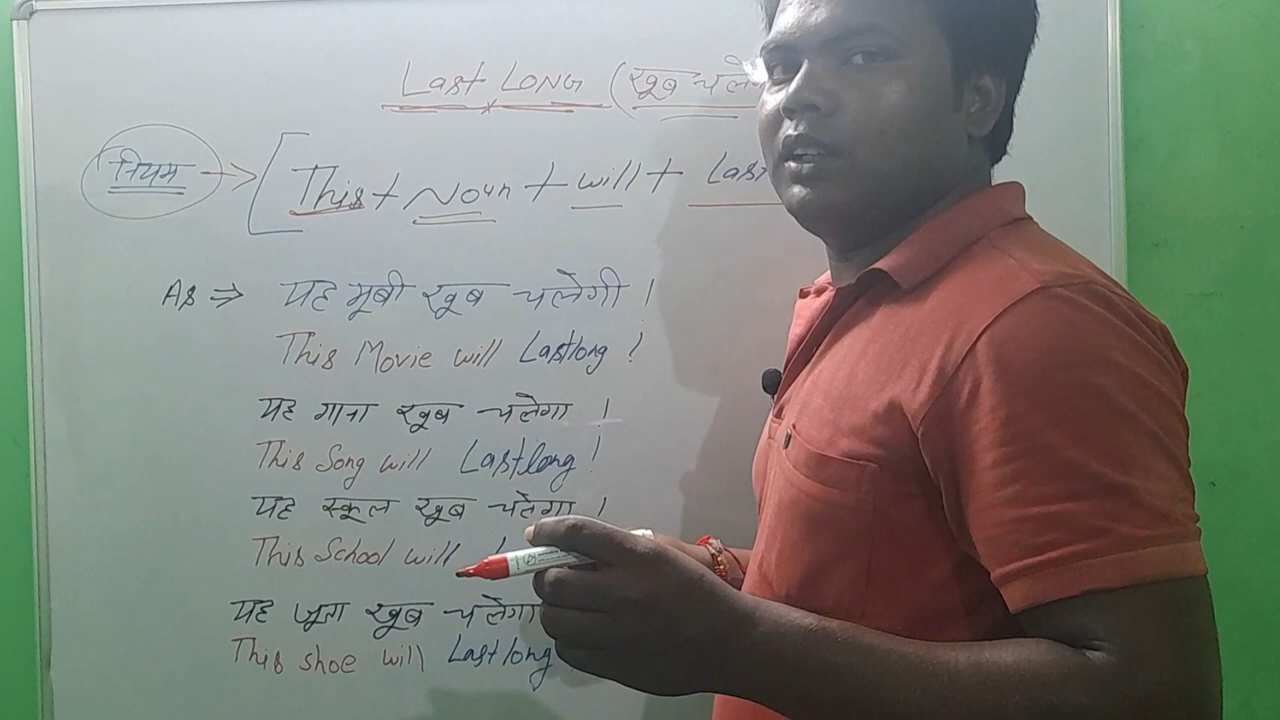 Last LONG (खूब चले
नियम → [This + Noun + will + Last
As ⇒ यह मूबी खूब चलेगी !
This Movie will Lastlong !
यह गाना खूब चलेगा !
This Song will Lastlong !
यह स्कूल खूब चलेगा !
This School will
यह जूता खूब चलेगा
This shoe will Lastlong